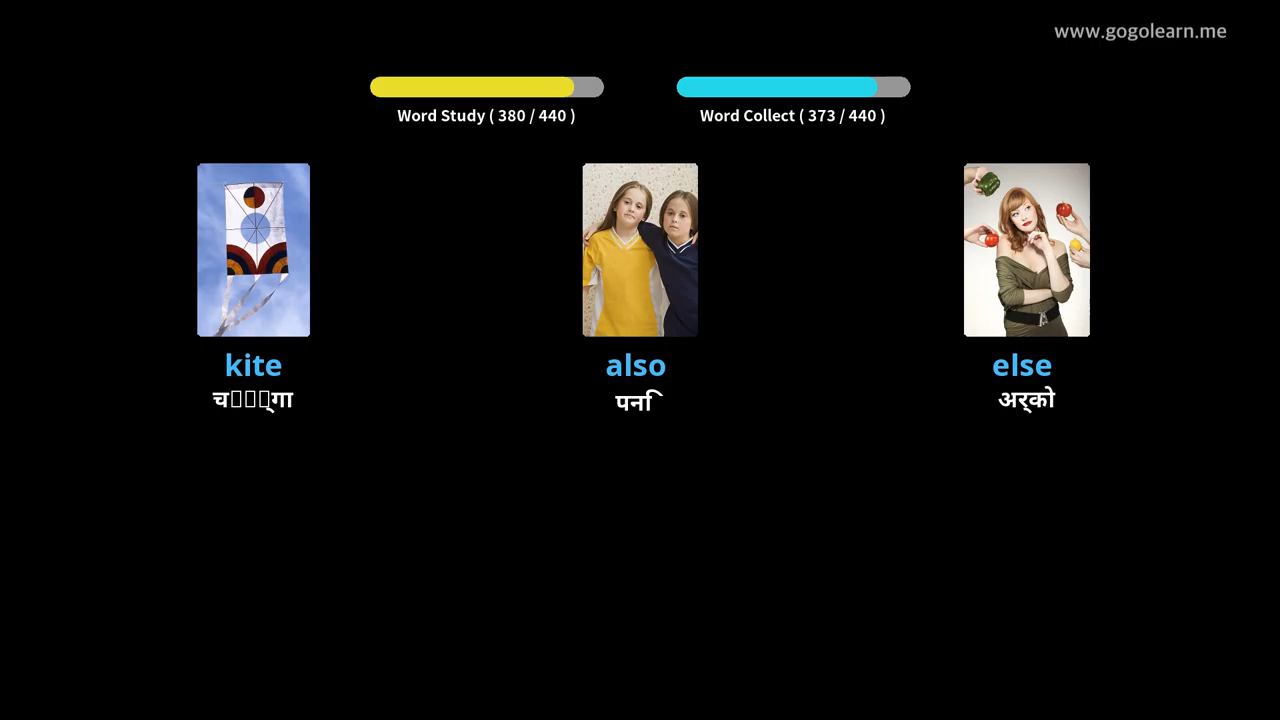 www.gogolearn.me
Word Study ( 380 / 440 )
Word Collect ( 373 / 440 )
kite
also
else
पनि
अर्को